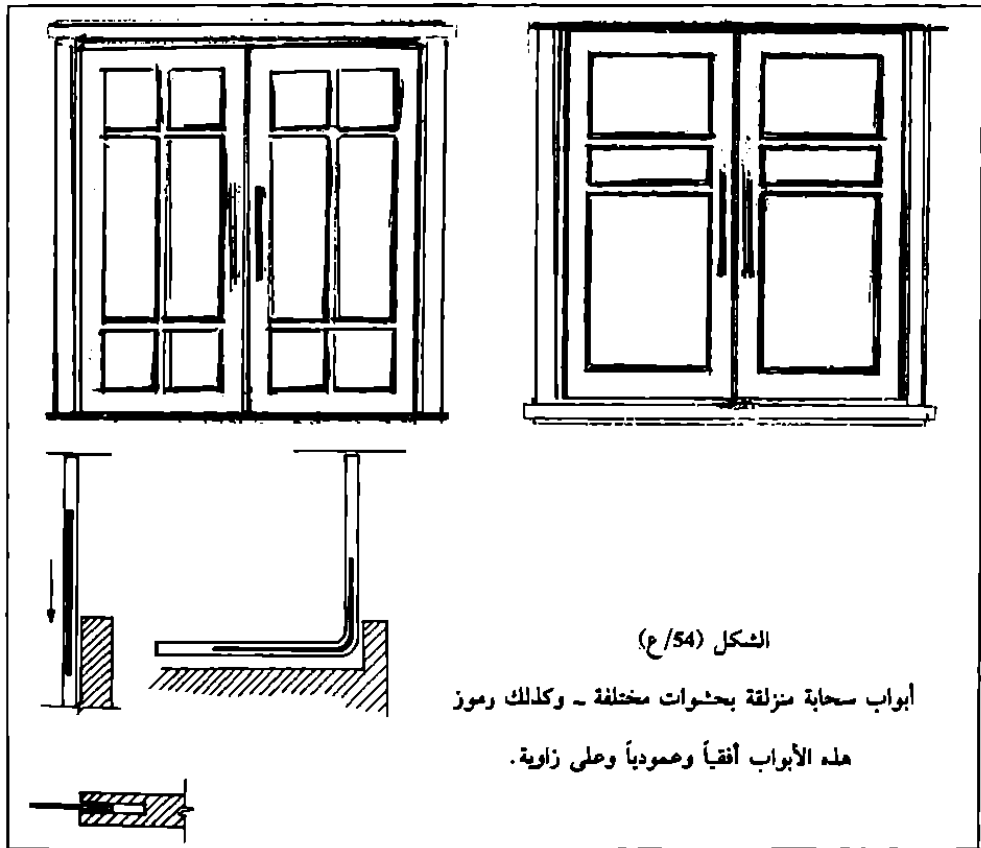 الشكل (54/ع)
أبواب سحابة منزلقة بحشوات مختلفة ـ وكذلك رموز
هذه الأبواب أفقياً وعمودياً وعلى زاوية.